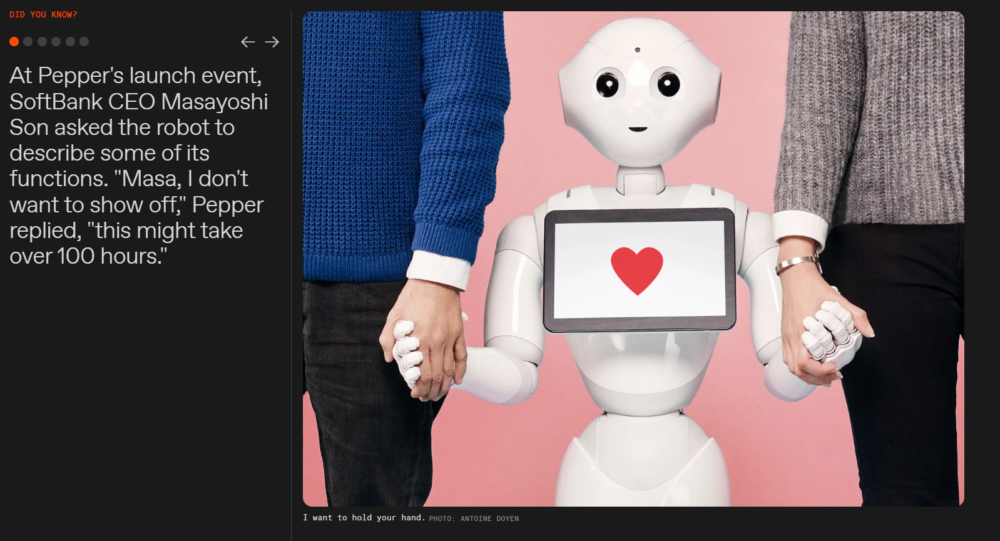 DID YOU KNOW?
At Pepper's launch event,
SoftBank CEO Masayoshi
Son asked the robot to
describe some of its
functions. "Masa, I don't
want to show off," Pepper
replied, "this might take
over 100 hours."
I want to hold your hand. PHOTO: ANTOINE DOYEN